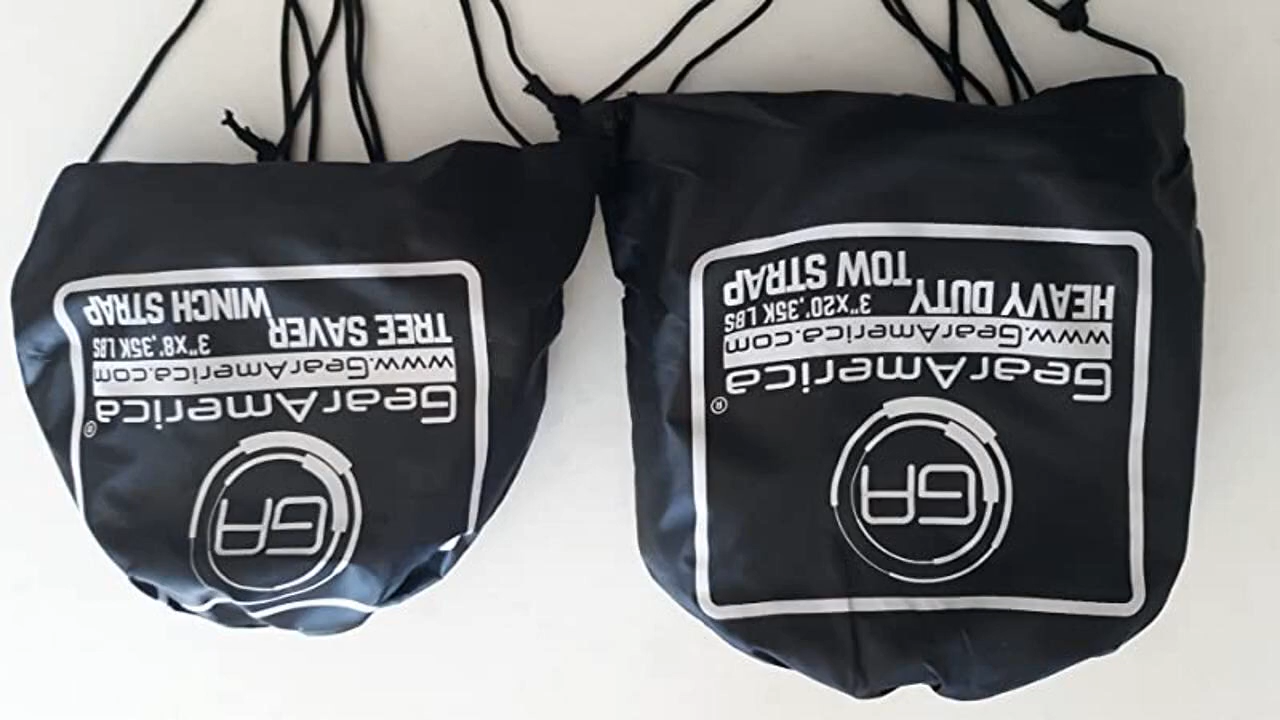 GA
GearAmerica®
www.GearAmerica.com
TREE SAVER 3"x8', 35K LBS
WINCH STRAP
GA
GearAmerica®
www.GearAmerica.com
HEAVY DUTY 3"x20', 35K LBS
TOW STRAP